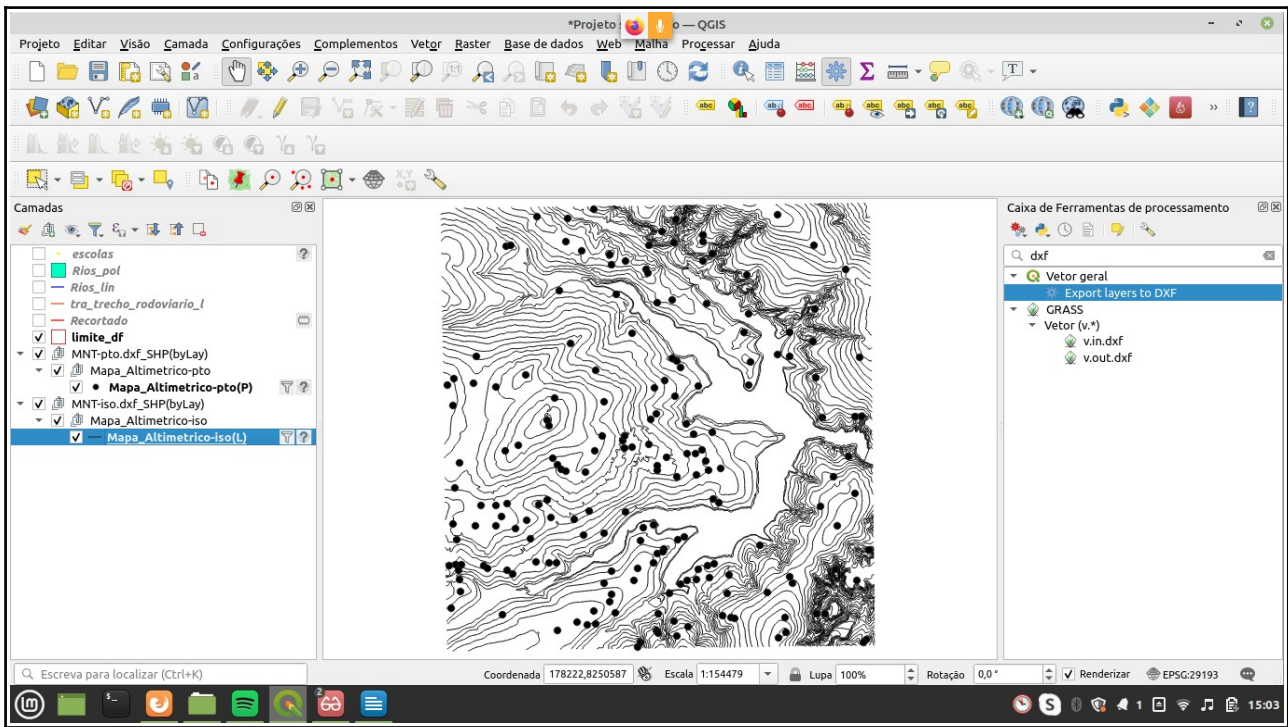 *Projeto s o — QGIS
Projeto Editar Visão Camada Configurações Complementos Vetor Raster Base de dados Web Malha Processar Ajuda
Camadas
escolas
Rios_pol
Rios_lin
tra_trecho_rodoviario_l
Recortado
limite_df
MNT-pto.dxf_SHP(byLay)
Mapa_Altimetrico-pto
Mapa_Altimetrico-pto(P)
MNT-iso.dxf_SHP(byLay)
Mapa_Altimetrico-iso
Mapa_Altimetrico-iso(L)
Caixa de Ferramentas de processamento
dxf
Vetor geral
Export layers to DXF
GRASS
Vetor (v.*)
v.in.dxf
v.out.dxf
Escreva para localizar (Ctrl+K)
Coordenada 178222,8250587 Escala 1:154479 Lupa 100% Rotação 0,0 ° Renderizar EPSG:29193
2 S 1 15:03